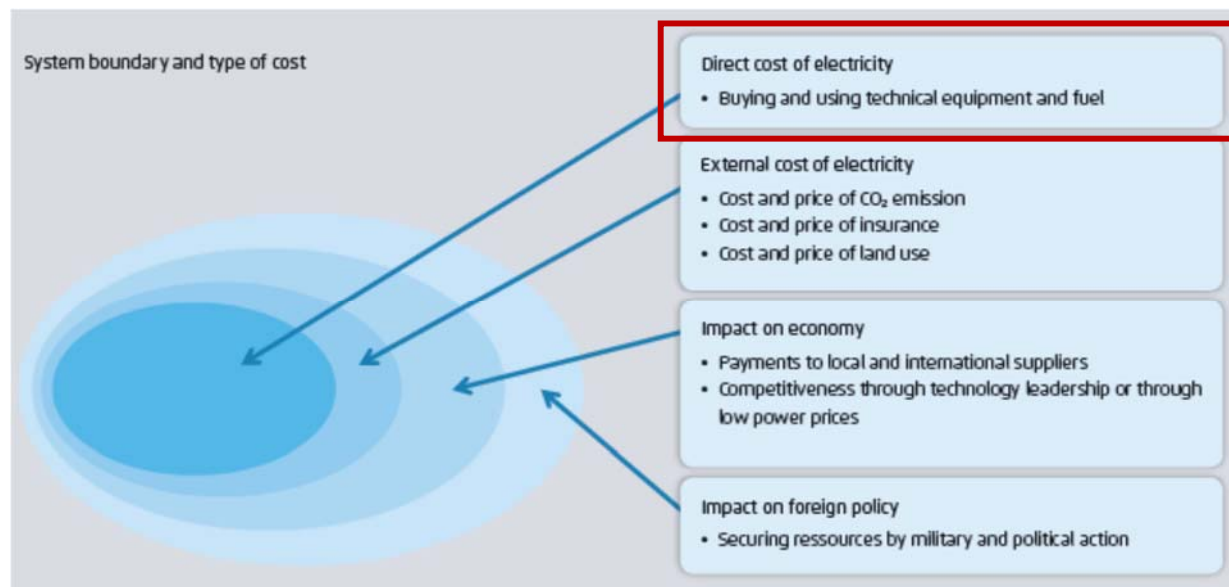 System boundary and type of cost
Direct cost of electricity
• Buying and using technical equipment and fuel
External cost of electricity
• Cost and price of CO₂ emission
• Cost and price of insurance
• Cost and price of land use
Impact on economy
• Payments to local and international suppliers
• Competitiveness through technology leadership or through
low power prices
Impact on foreign policy
• Securing ressources by military and political action